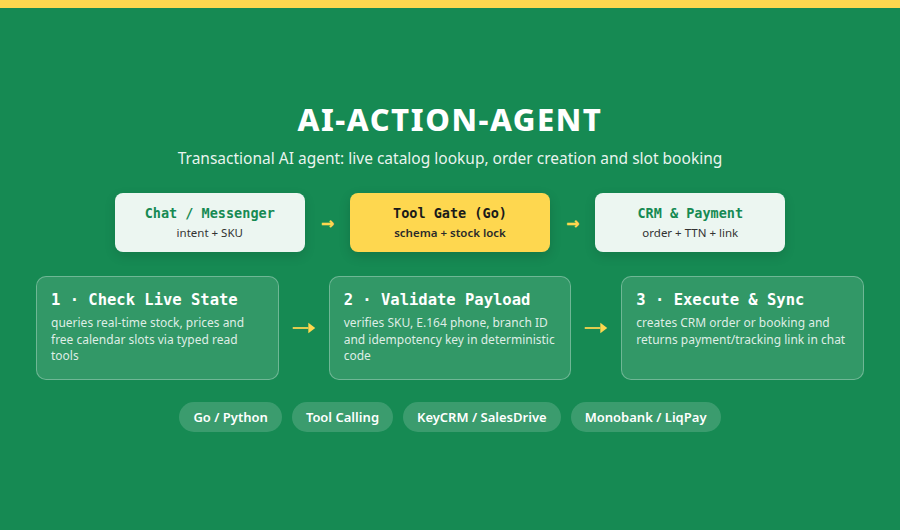 AI-ACTION-AGENT
Transactional AI agent: live catalog lookup, order creation and slot booking
Chat / Messenger
intent + SKU
→
Tool Gate (Go)
schema + stock lock
→
CRM & Payment
order + TTN + link
1 · Check Live State
queries real-time stock, prices and
free calendar slots via typed read
tools
2 · Validate Payload
verifies SKU, E.164 phone, branch ID
and idempotency key in deterministic
code
3 · Execute & Sync
creates CRM order or booking and
returns payment/tracking link in chat
Go / Python
Tool Calling
KeyCRM / SalesDrive
Monobank / LiqPay